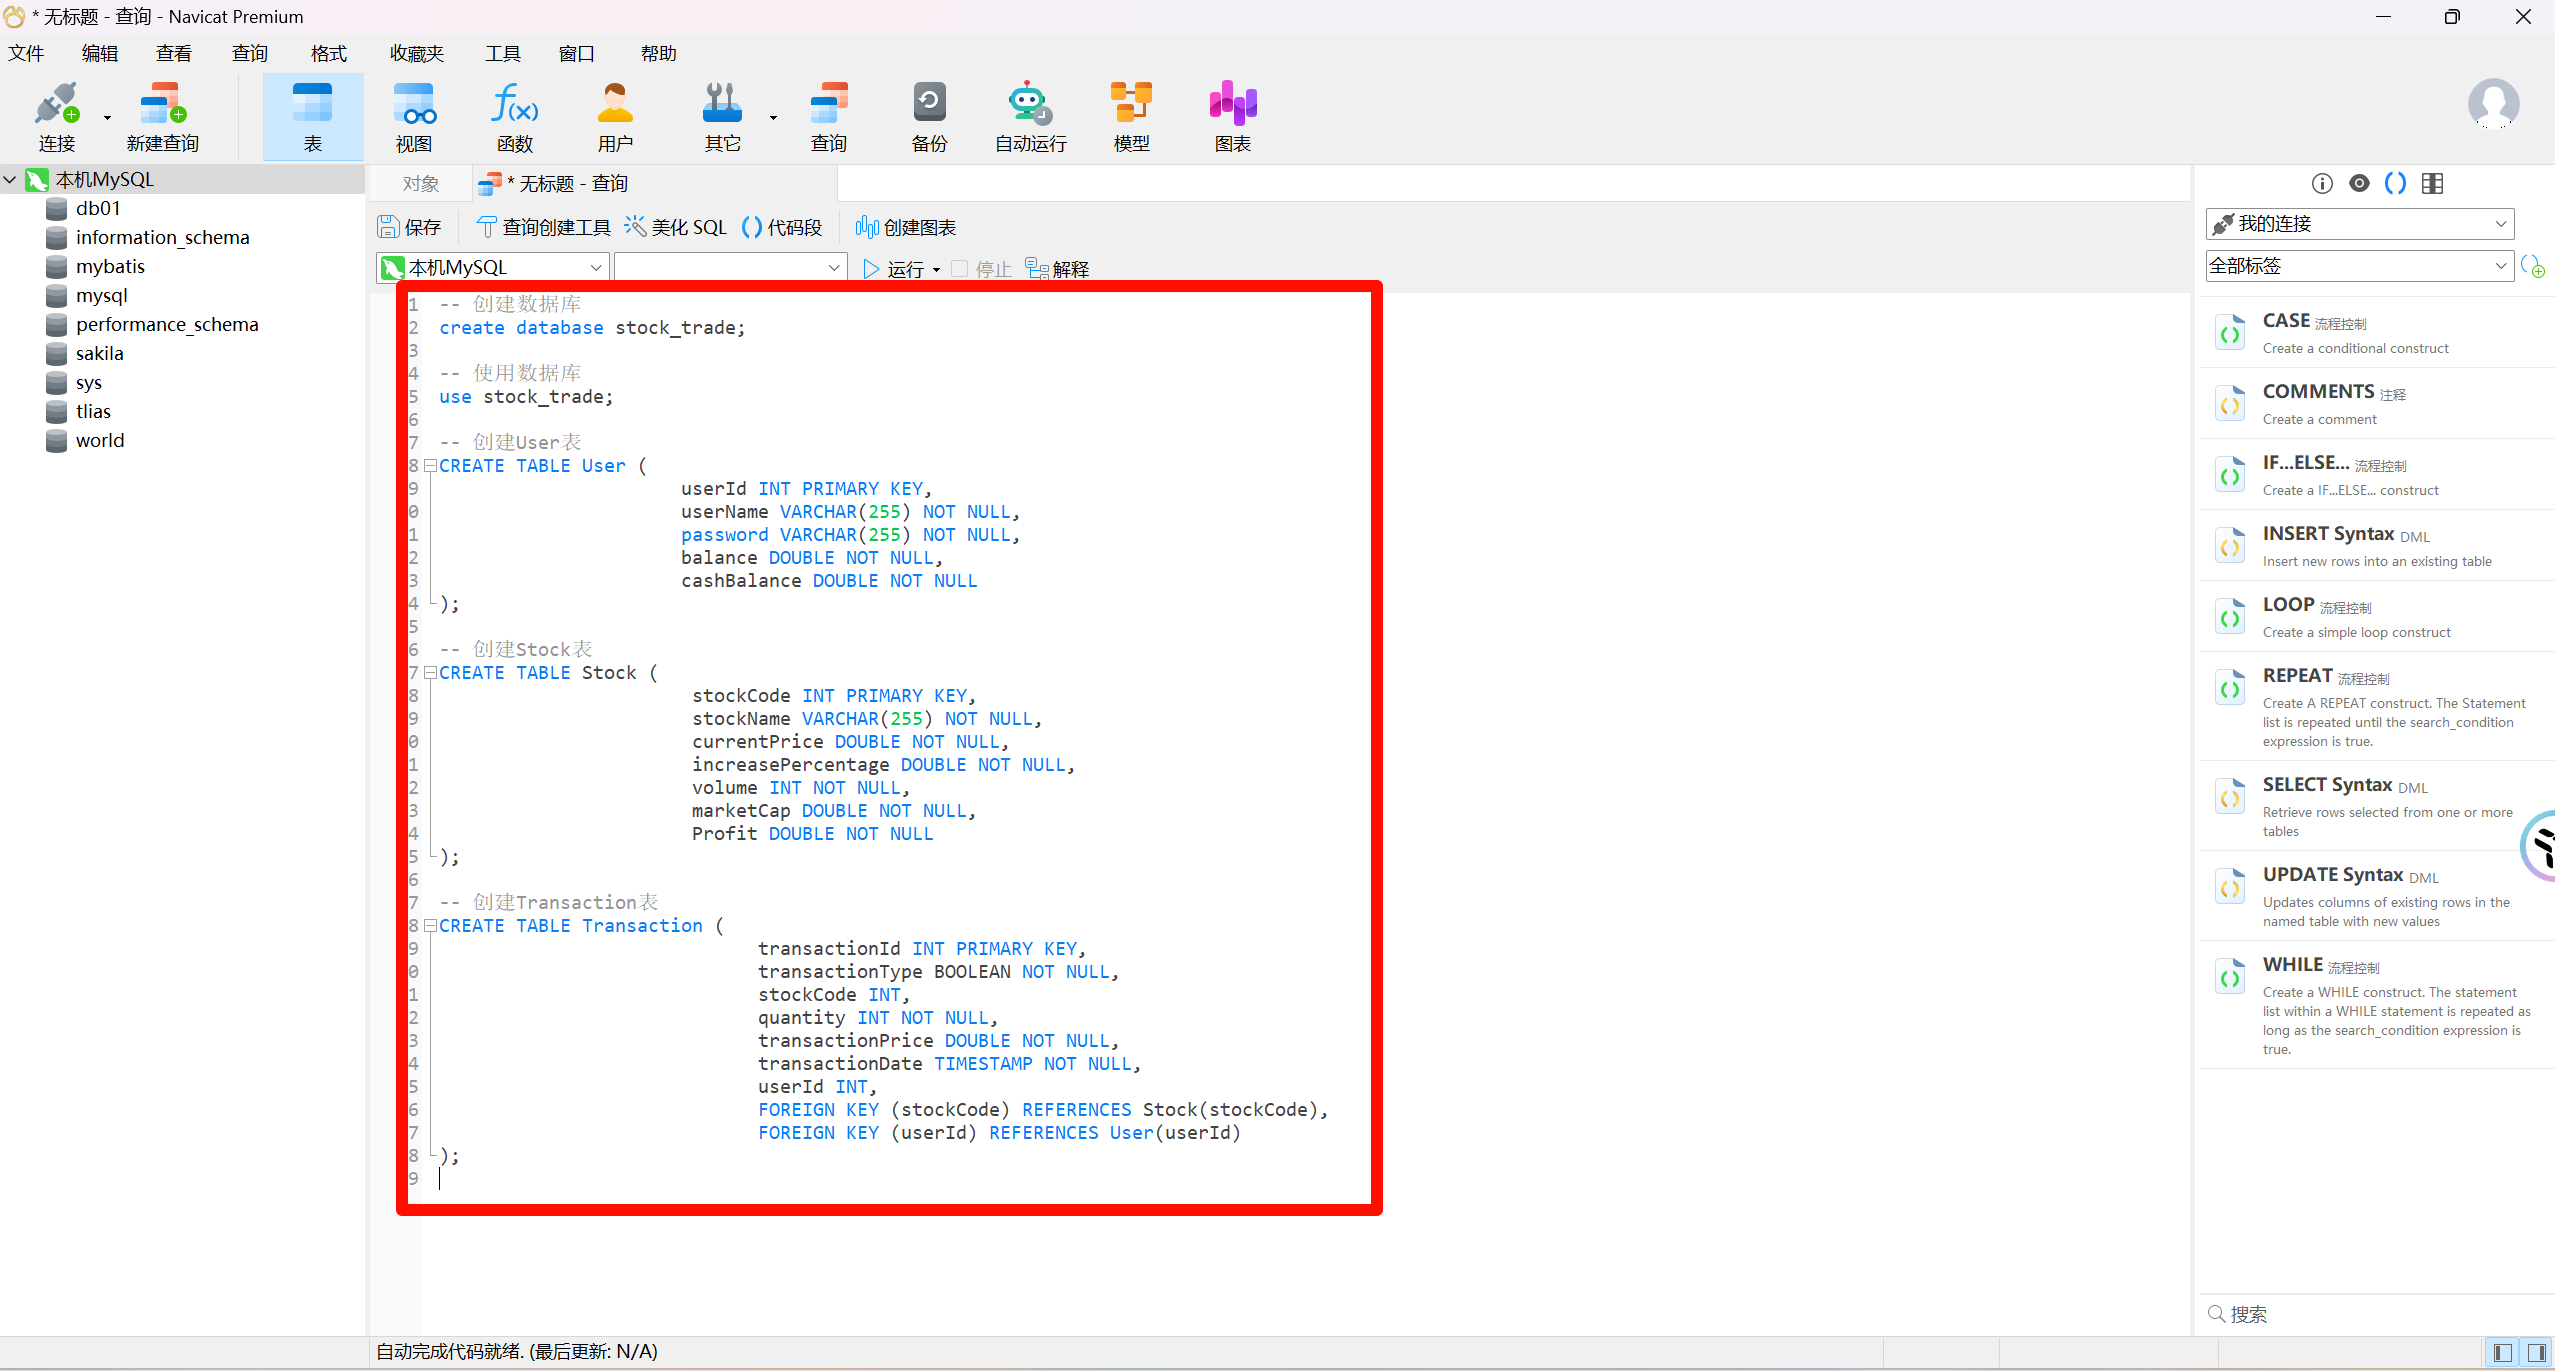 * 无标题 - 查询 - Navicat Premium
文件 编辑 查看 查询 格式 收藏夹 工具 窗口 帮助
连接 新建查询 表 视图 函数 用户 其它 查询 备份 自动运行 模型 图表
本机MySQL
db01
information_schema
mybatis
mysql
performance_schema
sakila
sys
tlias
world
对象 * 无标题 - 查询
保存 查询创建工具 美化 SQL 代码段 创建图表
本机MySQL 运行 停止 解释
1 -- 创建数据库
2 create database stock_trade;
3
4 -- 使用数据库
5 use stock_trade;
6
7 -- 创建User表
8 CREATE TABLE User (
9 userId INT PRIMARY KEY,
0 userName VARCHAR(255) NOT NULL,
1 password VARCHAR(255) NOT NULL,
2 balance DOUBLE NOT NULL,
3 cashBalance DOUBLE NOT NULL
4 );
5
6 -- 创建Stock表
7 CREATE TABLE Stock (
8 stockCode INT PRIMARY KEY,
9 stockName VARCHAR(255) NOT NULL,
0 currentPrice DOUBLE NOT NULL,
1 increasePercentage DOUBLE NOT NULL,
2 volume INT NOT NULL,
3 marketCap DOUBLE NOT NULL,
4 Profit DOUBLE NOT NULL
5 );
6
7 -- 创建Transaction表
8 CREATE TABLE Transaction (
9 transactionId INT PRIMARY KEY,
0 transactionType BOOLEAN NOT NULL,
1 stockCode INT,
2 quantity INT NOT NULL,
3 transactionPrice DOUBLE NOT NULL,
4 transactionDate TIMESTAMP NOT NULL,
5 userId INT,
6 FOREIGN KEY (stockCode) REFERENCES Stock(stockCode),
7 FOREIGN KEY (userId) REFERENCES User(userId)
8 );
9
我的连接
全部标签
CASE 流程控制
Create a conditional construct
COMMENTS 注释
Create a comment
IF...ELSE... 流程控制
Create a IF...ELSE... construct
INSERT Syntax DML
Insert new rows into an existing table
LOOP 流程控制
Create a simple loop construct
REPEAT 流程控制
Create A REPEAT construct. The Statement
list is repeated until the search_condition
expression is true.
SELECT Syntax DML
Retrieve rows selected from one or more
tables
UPDATE Syntax DML
Updates columns of existing rows in the
named table with new values
WHILE 流程控制
Create a WHILE construct. The statement
list within a WHILE statement is repeated as
long as the search_condition expression is
true.
搜索
自动完成代码就绪. (最后更新: N/A)